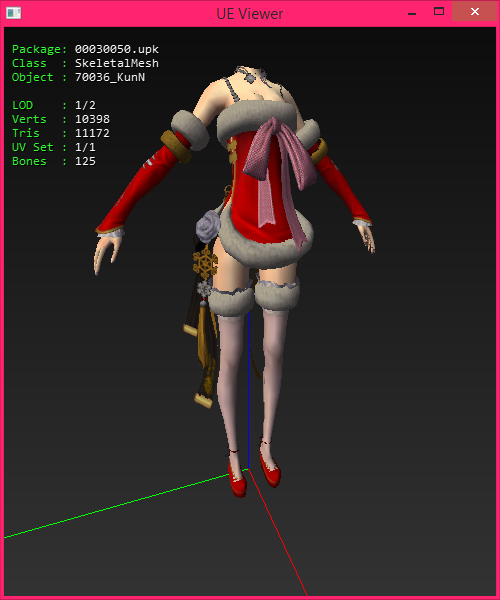 UE Viewer
Package: 00030050.upk
Class : SkeletalMesh
Object : 70036_KunN
LOD : 1/2
Verts : 10398
Tris : 11172
UV Set : 1/1
Bones : 125